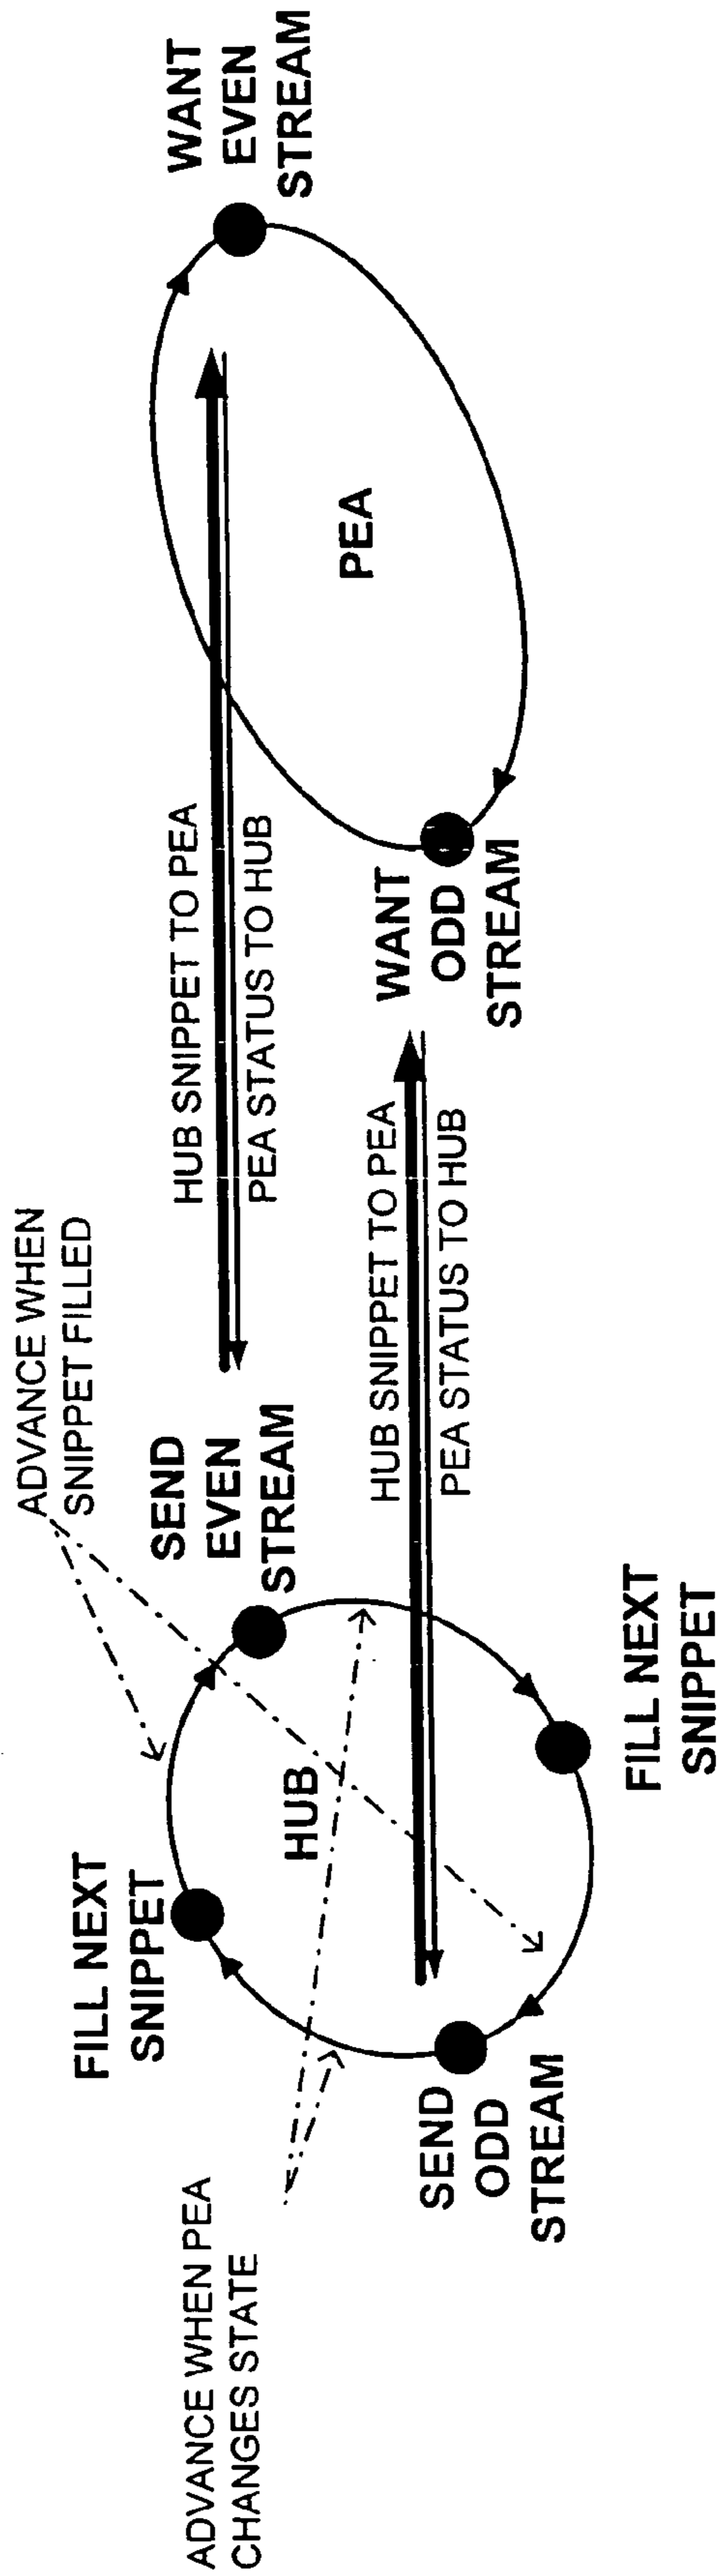 ADVANCE WHEN PEA
CHANGES STATE
FILL NEXT
SNIPPET
SEND
ODD
STREAM
HUB
ADVANCE WHEN
SNIPPET FILLED
SEND
EVEN
STREAM
FILL NEXT
SNIPPET
HUB SNIPPET TO PEA
PEA STATUS TO HUB
HUB SNIPPET TO PEA
PEA STATUS TO HUB
WANT
ODD
STREAM
PEA
WANT
EVEN
STREAM